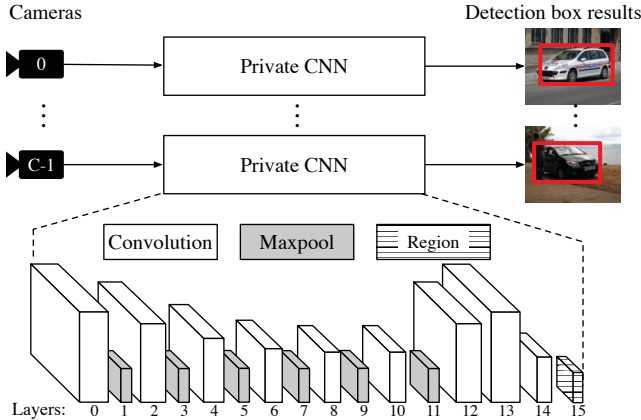 Cameras
Detection box results
0
Private CNN
C-1
Private CNN
Convolution
Maxpool
Region
Layers: 0 1 2 3 4 5 6 7 8 9 10 11 12 13 14 15